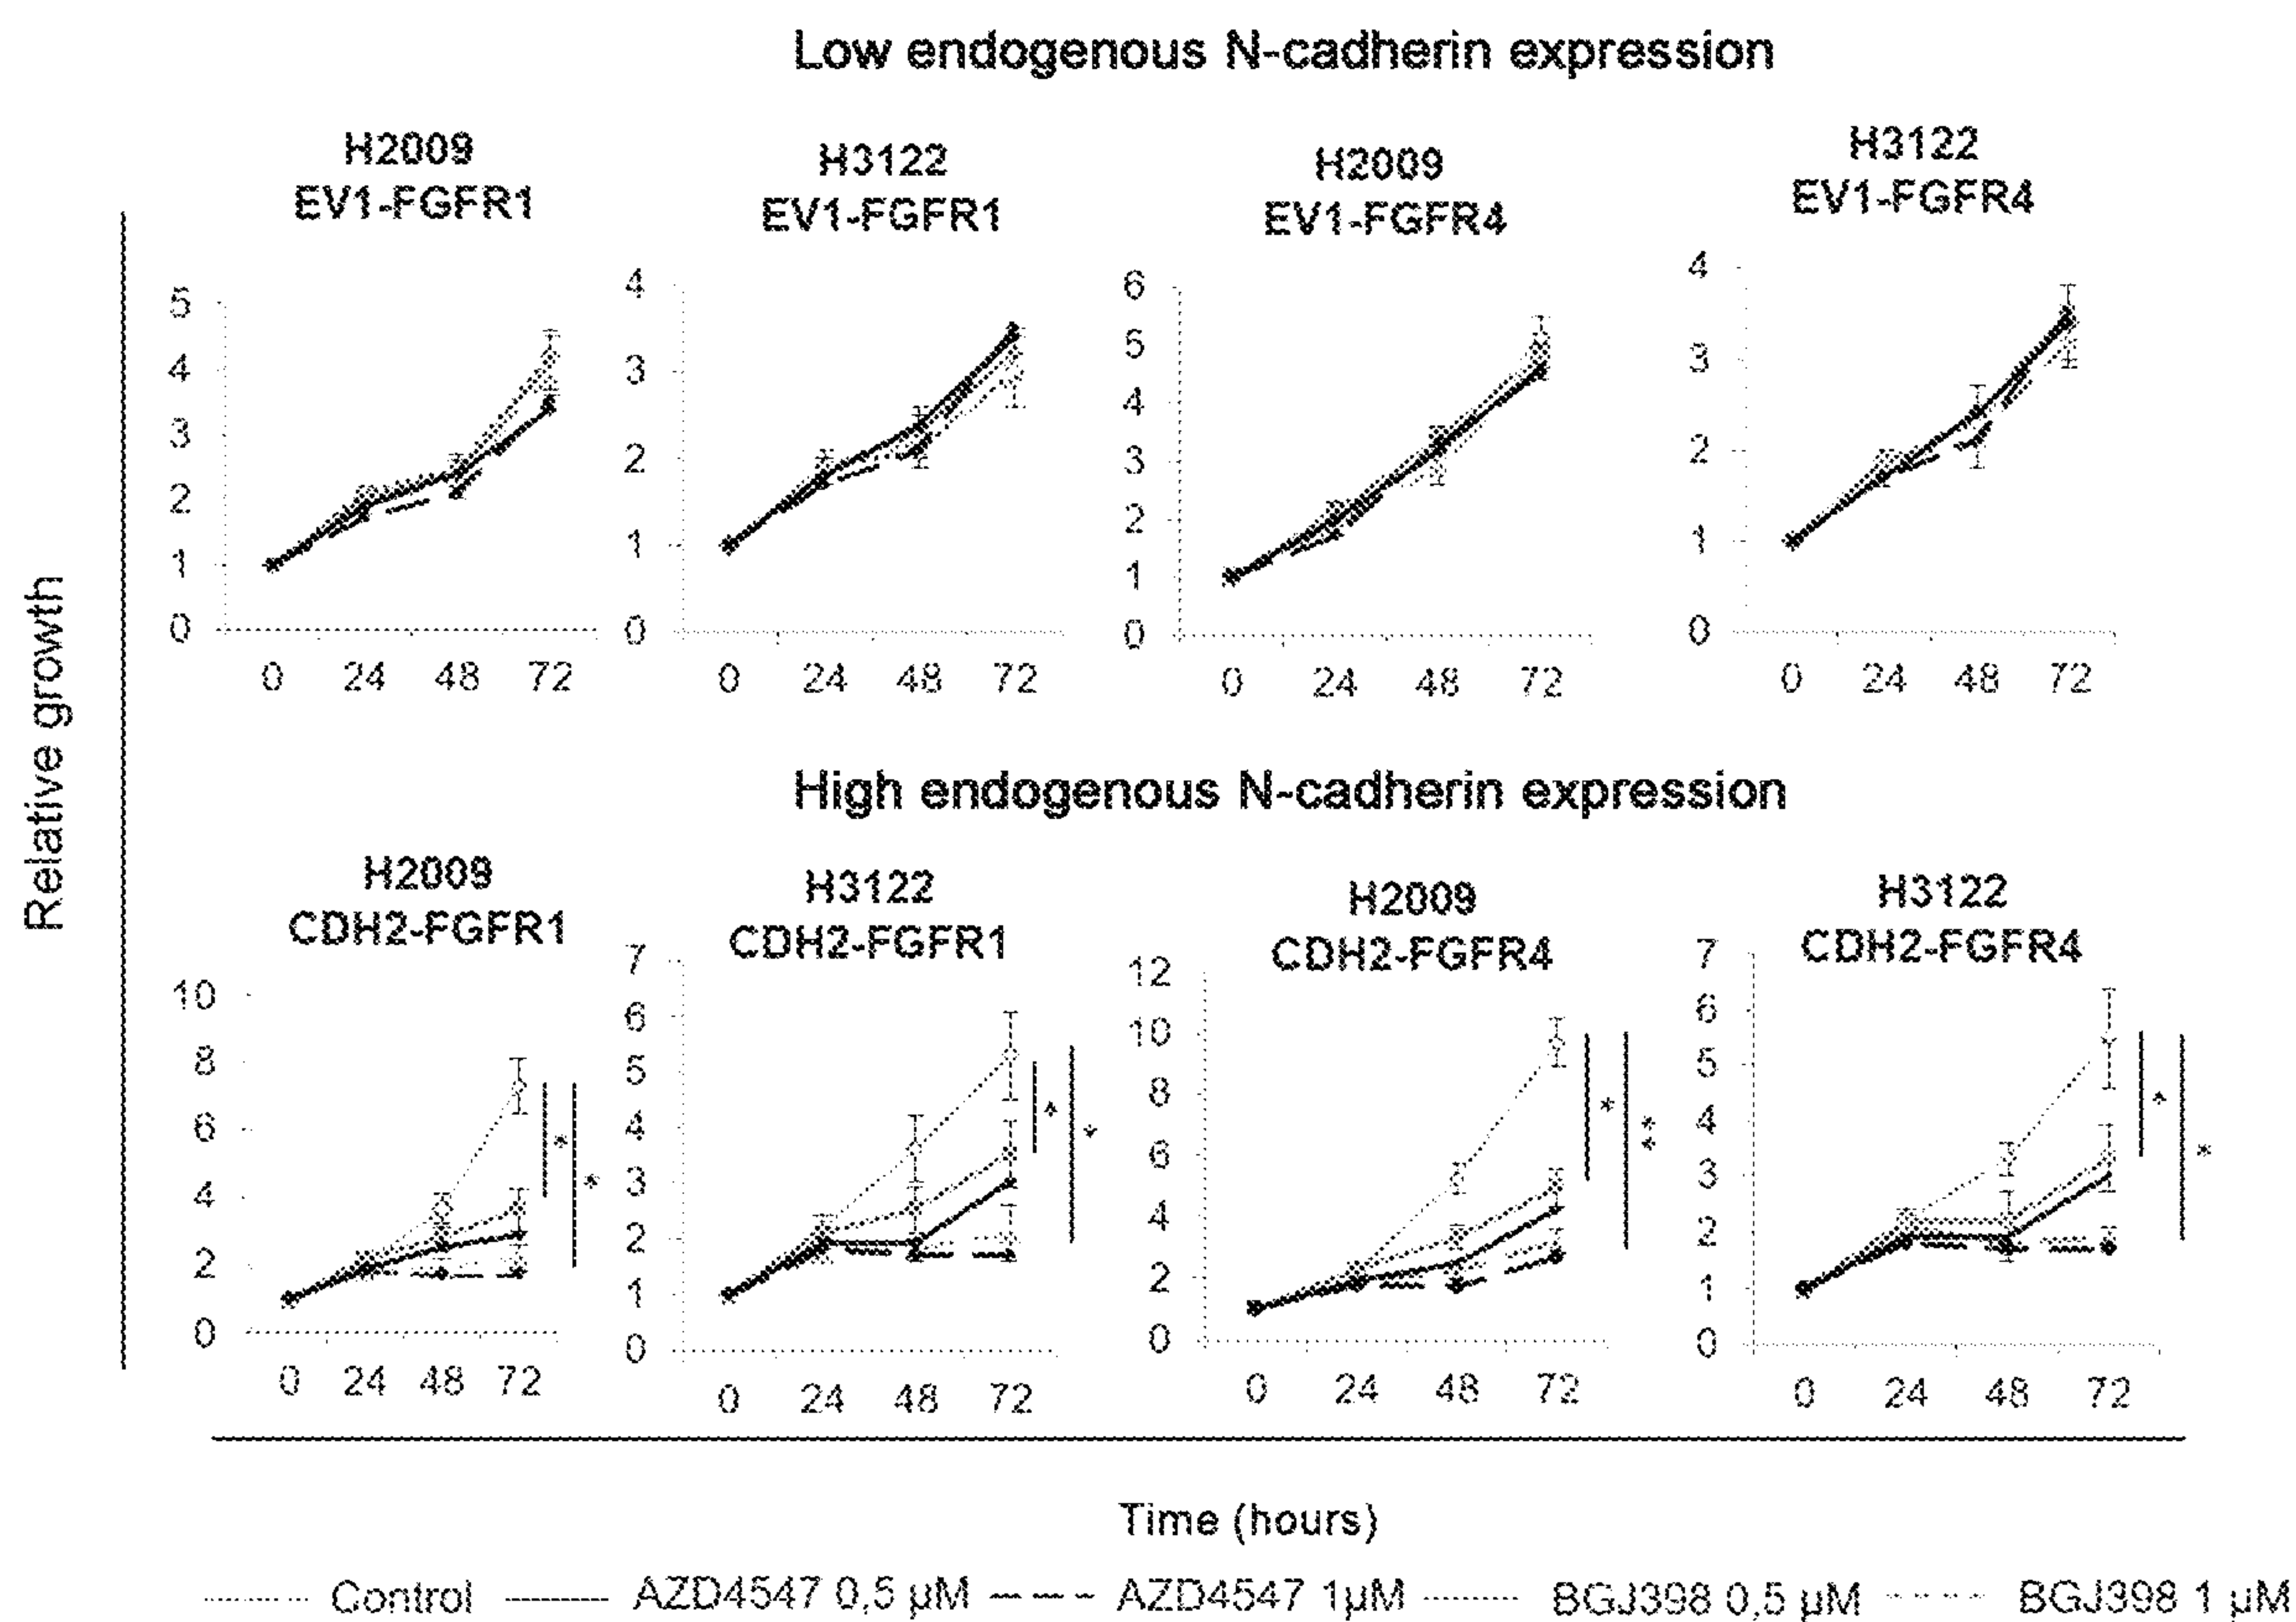 Low endogenous N-cadherin expression
H2009
EV1-FGFR1
H3122
EV1-FGFR1
H2009
EV1-FGFR4
H3122
EV1-FGFR4
5
4
3
2
1
0
0 24 48 72
4
3
2
1
0
0 24 48 72
6
5
4
3
2
1
0
0 24 48 72
4
3
2
1
0
0 24 48 72
Relative growth
High endogenous N-cadherin expression
H2009
CDH2-FGFR1
H3122
CDH2-FGFR1
H2009
CDH2-FGFR4
H3122
CDH2-FGFR4
10
8
6
4
2
0
0 24 48 72
* *
7
6
5
4
3
2
1
0
0 24 48 72
* *
12
10
8
6
4
2
0
0 24 48 72
* **
7
6
5
4
3
2
1
0
0 24 48 72
* *
Time (hours)
Control AZD4547 0,5 µM AZD4547 1µM BGJ398 0,5 µM BGJ398 1 µM